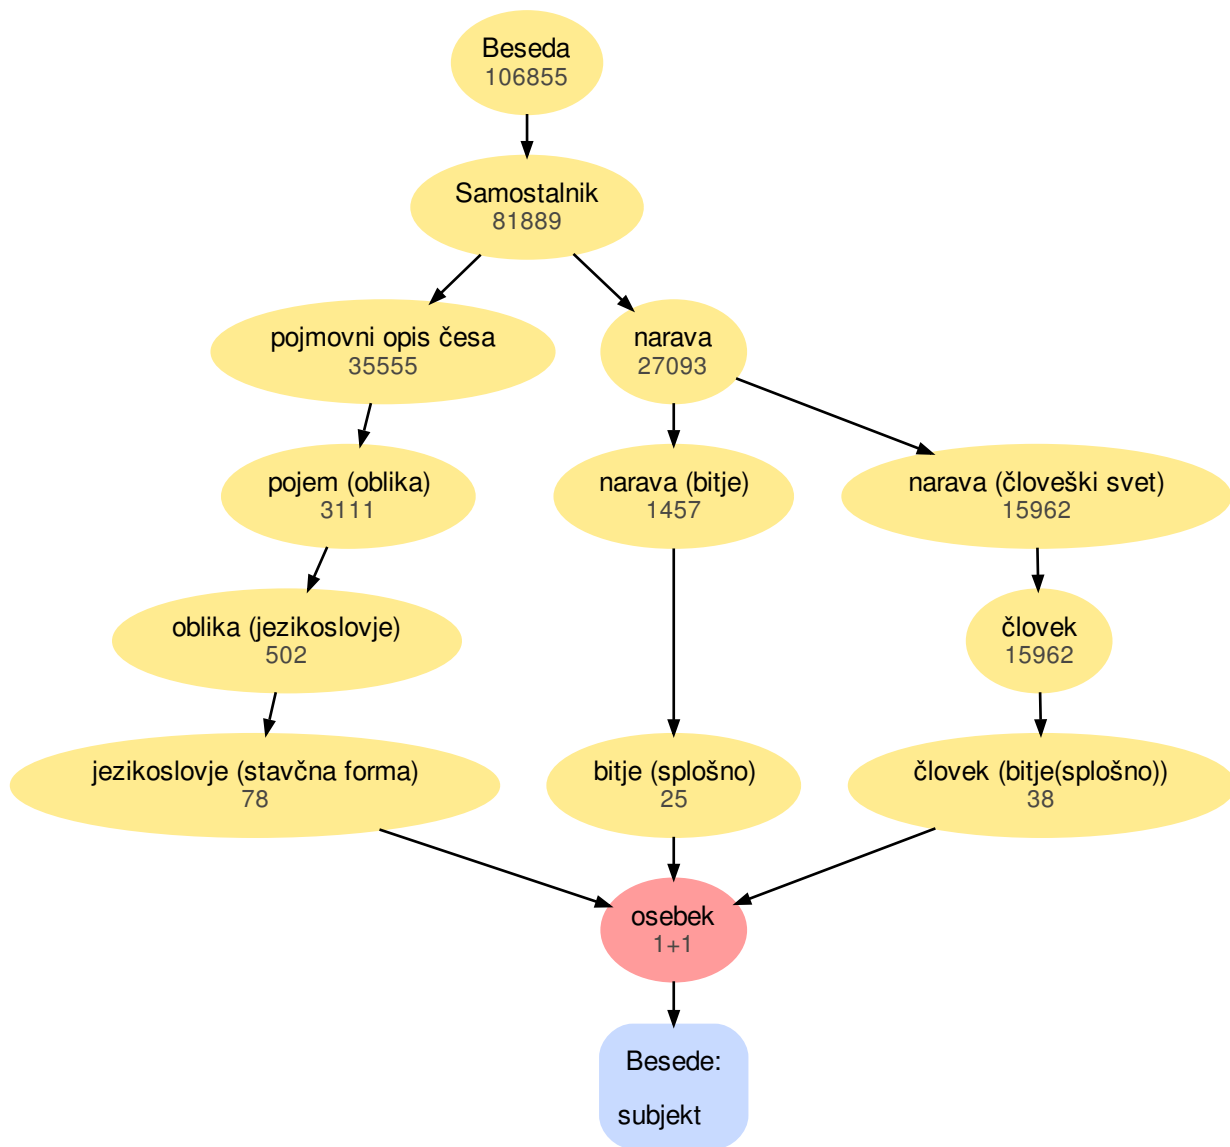 Beseda
106855
Samostalnik
81889
pojmovni opis česa
35555
narava
27093
pojem (oblika)
3111
narava (bitje)
1457
narava (človeški svet)
15962
oblika (jezikoslovje)
502
človek
15962
jezikoslovje (stavčna forma)
78
bitje (splošno)
25
človek (bitje(splošno))
38
osebek
1+1
Besede:
subjekt